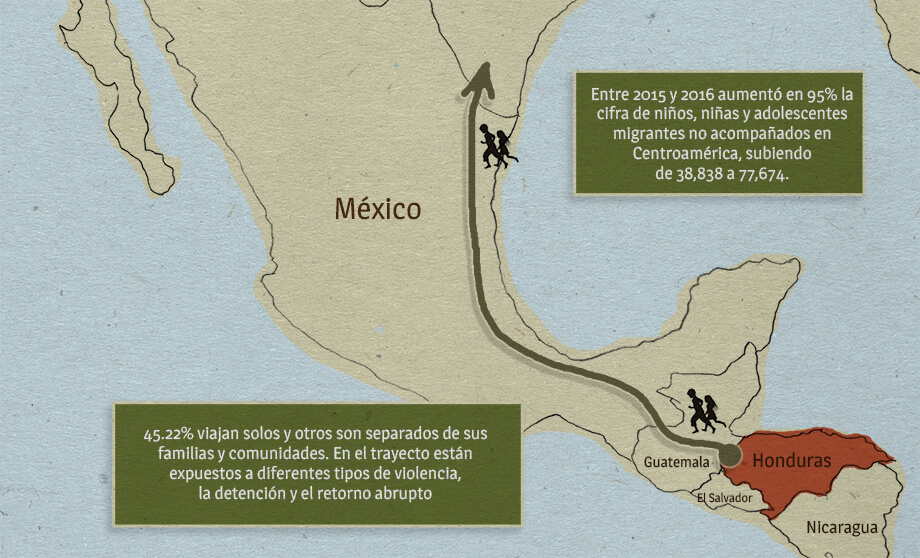 Entre 2015 y 2016 aumentó en 95% la
cifra de niños, niñas y adolescentes
migrantes no acompañados en
Centroamérica, subiendo
de 38,838 a 77,674.
México
45.22% viajan solos y otros son separados de sus
familias y comunidades. En el trayecto están
expuestos a diferentes tipos de violencia,
la detención y el retorno abrupto
Guatemala
Honduras
El Salvador
Nicaragua